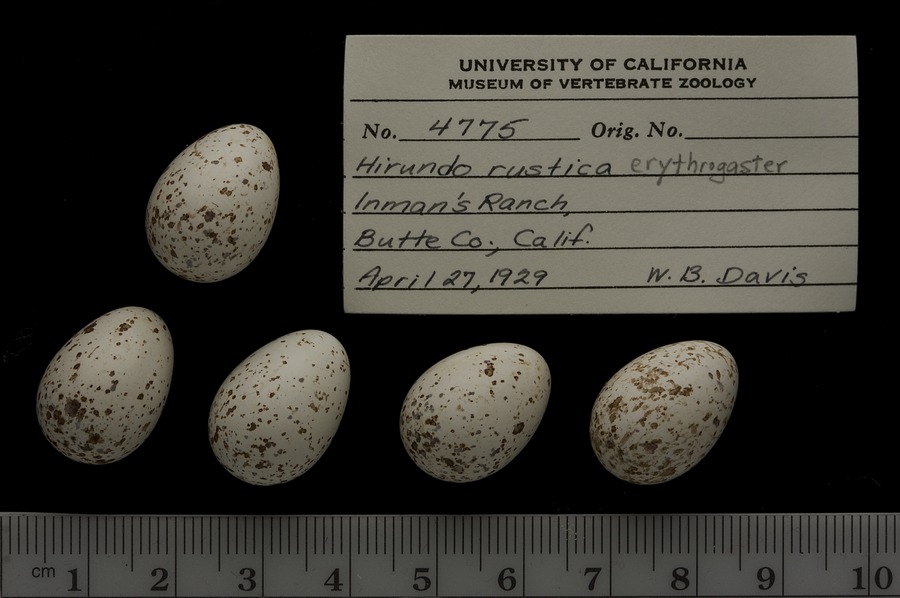 UNIVERSITY OF CALIFORNIA
MUSEUM OF VERTEBRATE ZOOLOGY
No. 4775 Orig. No.
Hirundo rustica erythrogaster
Inman's Ranch,
Butte Co., Calif.
April 27, 1929 W. B. Davis
cm 1 2 3 4 5 6 7 8 9 10